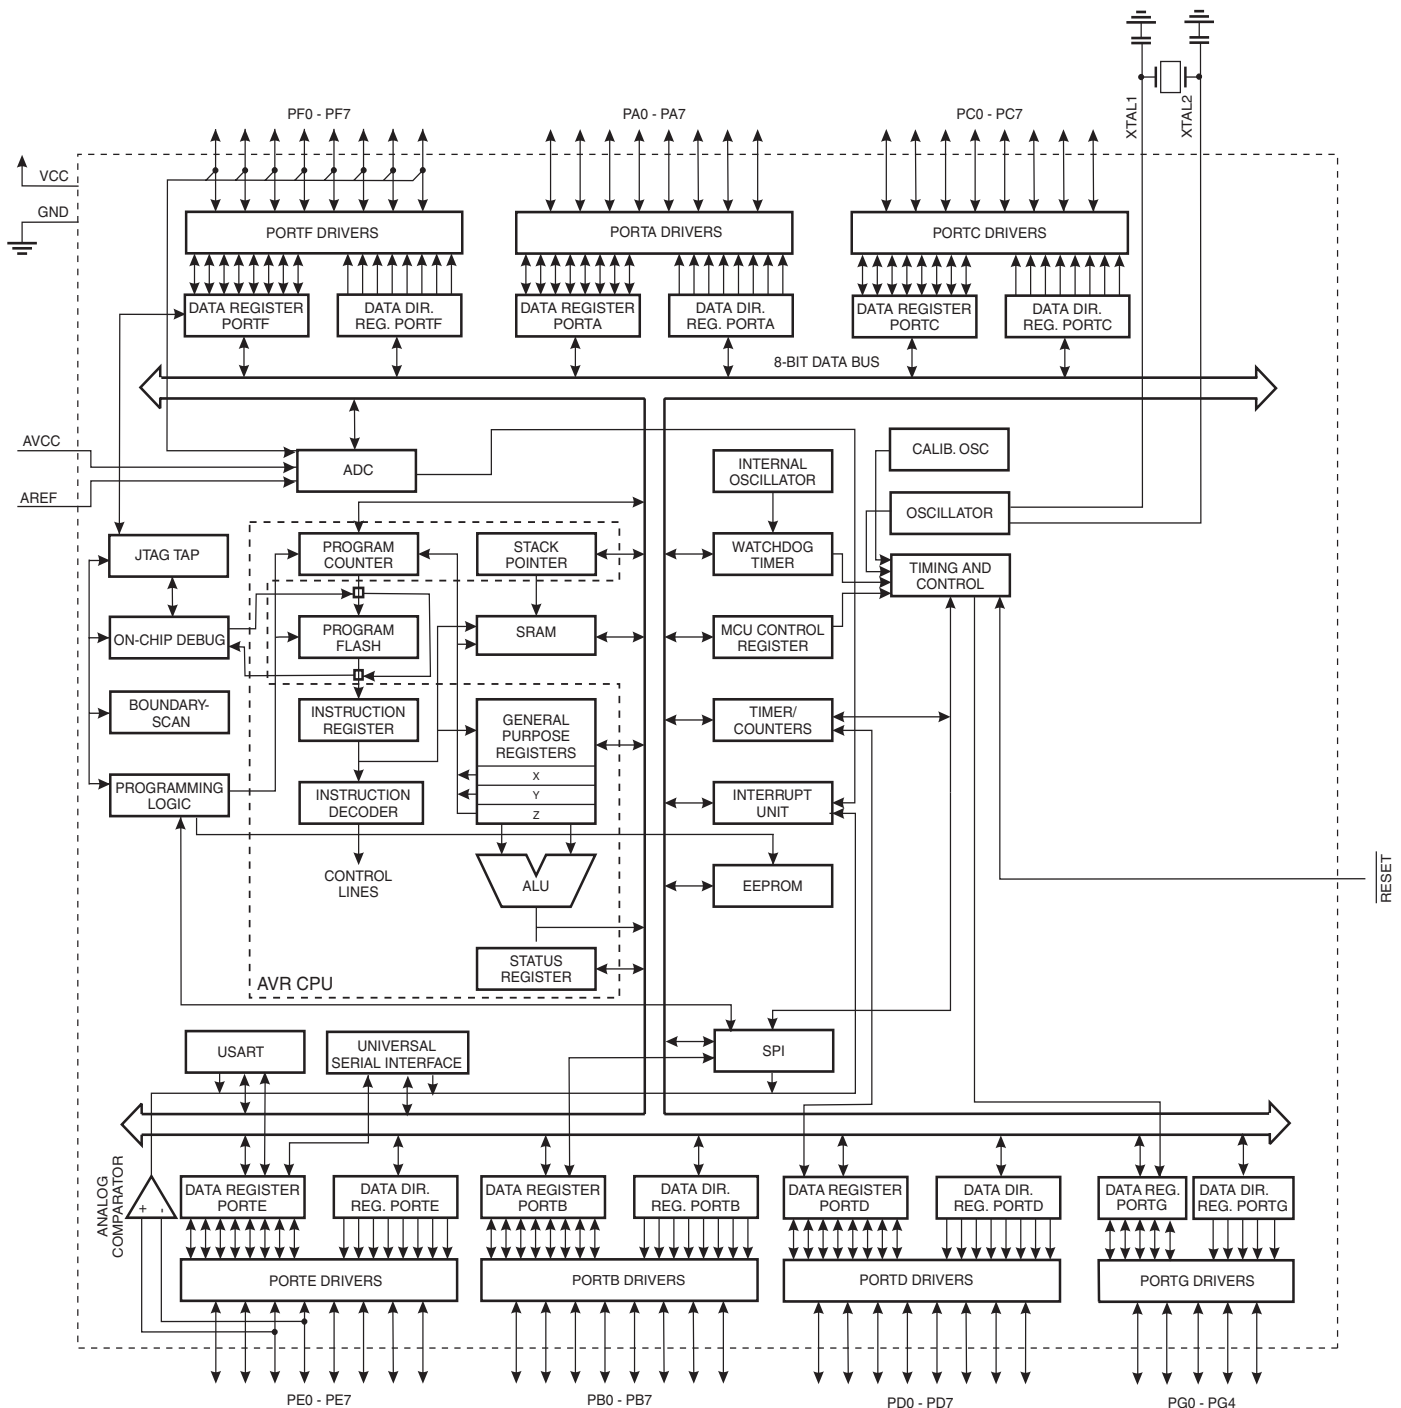 XTAL1
XTAL2
PF0 - PF7
PA0 - PA7
PC0 - PC7
VCC
GND
PORTF DRIVERS
PORTA DRIVERS
PORTC DRIVERS
DATA REGISTER
PORTF
DATA DIR.
REG. PORTF
DATA REGISTER
PORTA
DATA DIR.
REG. PORTA
DATA REGISTER
PORTC
DATA DIR.
REG. PORTC
8-BIT DATA BUS
AVCC
AREF
ADC
INTERNAL
OSCILLATOR
CALIB. OSC
OSCILLATOR
JTAG TAP
PROGRAM
COUNTER
STACK
POINTER
WATCHDOG
TIMER
TIMING AND
CONTROL
ON-CHIP DEBUG
PROGRAM
FLASH
SRAM
MCU CONTROL
REGISTER
BOUNDARY-
SCAN
INSTRUCTION
REGISTER
GENERAL
PURPOSE
REGISTERS
X
Y
Z
TIMER/
COUNTERS
PROGRAMMING
LOGIC
INSTRUCTION
DECODER
INTERRUPT
UNIT
CONTROL
LINES
ALU
EEPROM
RESET
STATUS
REGISTER
AVR CPU
USART
UNIVERSAL
SERIAL INTERFACE
SPI
ANALOG
COMPARATOR
+
-
DATA REGISTER
PORTE
DATA DIR.
REG. PORTE
DATA REGISTER
PORTB
DATA DIR.
REG. PORTB
DATA REGISTER
PORTD
DATA DIR.
REG. PORTD
DATA REG.
PORTG
DATA DIR.
REG. PORTG
PORTE DRIVERS
PORTB DRIVERS
PORTD DRIVERS
PORTG DRIVERS
PE0 - PE7
PB0 - PB7
PD0 - PD7
PG0 - PG4